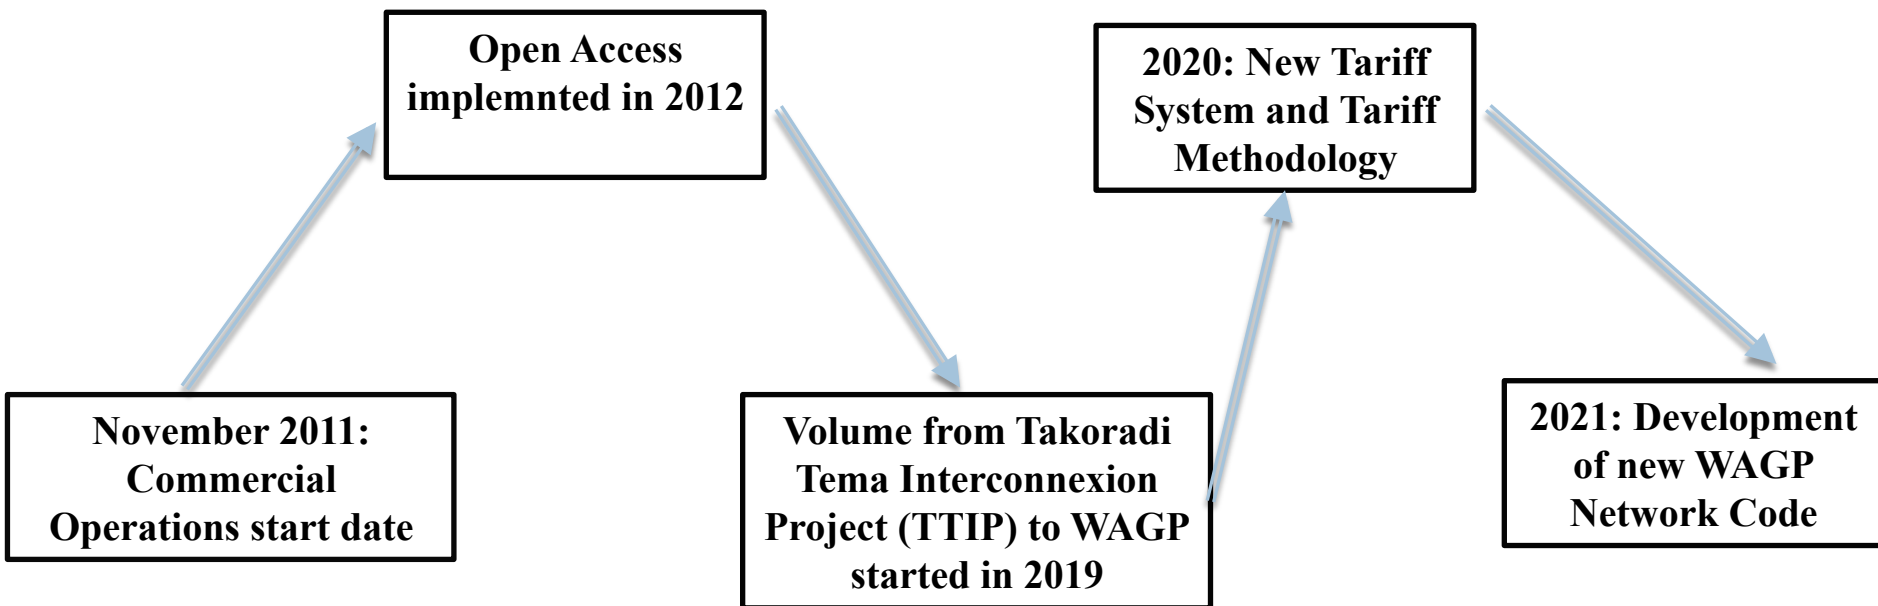 November 2011:
Commercial
Operations start date
Open Access
implemnted in 2012
Volume from Takoradi
Tema Interconnexion
Project (TTIP) to WAGP
started in 2019
2020: New Tariff
System and Tariff
Methodology
2021: Development
of new WAGP
Network Code